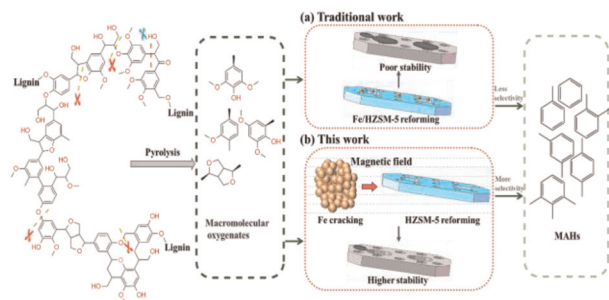 (a) Traditional work
Lignin
Lignin
Poor stability
Fe/HZSM-5 reforming
Less
selectivity
Pyrolysis
(b) This work
Magnetic field
Fe cracking
HZSM-5 reforming
More
selectivity
Macromolecular
oxygenates
Lignin
Higher stability
MAHs